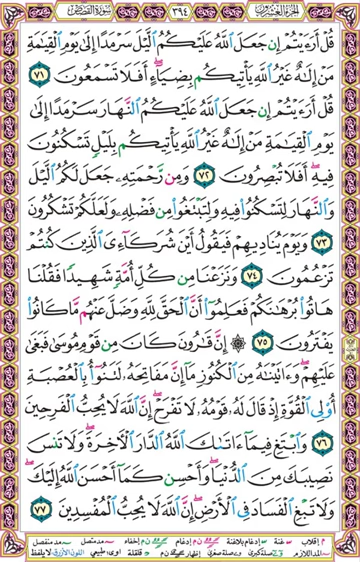 الجزء العشرون ٣٩٤ سورة القصص
قُلْ أَرَءَيْتُمْ إِن جَعَلَ ٱللَّهُ عَلَيْكُمُ ٱلَّيْلَ سَرْمَدًا إِلَىٰ يَوْمِ ٱلْقِيَٰمَةِ
مَنْ إِلَٰهٌ غَيْرُ ٱللَّهِ يَأْتِيكُم بِضِيَآءٍ أَفَلَا تَسْمَعُونَ ٧١
قُلْ أَرَءَيْتُمْ إِن جَعَلَ ٱللَّهُ عَلَيْكُمُ ٱلنَّهَارَ سَرْمَدًا إِلَىٰ
يَوْمِ ٱلْقِيَٰمَةِ مَنْ إِلَٰهٌ غَيْرُ ٱللَّهِ يَأْتِيكُم بِلَيْلٍ تَسْكُنُونَ
فِيهِ أَفَلَا تُبْصِرُونَ ٧٢ وَمِن رَّحْمَتِهِۦ جَعَلَ لَكُمُ ٱلَّيْلَ
وَٱلنَّهَارَ لِتَسْكُنُوا۟ فِيهِ وَلِتَبْتَغُوا۟ مِن فَضْلِهِۦ وَلَعَلَّكُمْ تَشْكُرُونَ
٧٣ وَيَوْمَ يُنَادِيهِمْ فَيَقُولُ أَيْنَ شُرَكَآءِىَ ٱلَّذِينَ كُنتُمْ
تَزْعُمُونَ ٧٤ وَنَزَعْنَا مِن كُلِّ أُمَّةٍ شَهِيدًا فَقُلْنَا
هَاتُوا۟ بُرْهَٰنَكُمْ فَعَلِمُوٓا۟ أَنَّ ٱلْحَقَّ لِلَّهِ وَضَلَّ عَنْهُم مَّا كَانُوا۟
يَفْتَرُونَ ٧٥ ۞ إِنَّ قَٰرُونَ كَانَ مِن قَوْمِ مُوسَىٰ فَبَغَىٰ
عَلَيْهِمْ وَءَاتَيْنَٰهُ مِنَ ٱلْكُنُوزِ مَآ إِنَّ مَفَاتِحَهُۥ لَتَنُوٓأُ بِٱلْعُصْبَةِ
أُو۟لِى ٱلْقُوَّةِ إِذْ قَالَ لَهُۥ قَوْمُهُۥ لَا تَفْرَحْ إِنَّ ٱللَّهَ لَا يُحِبُّ ٱلْفَرِحِينَ
٧٦ وَٱبْتَغِ فِيمَآ ءَاتَىٰكَ ٱللَّهُ ٱلدَّارَ ٱلْءَاخِرَةَ وَلَا تَنسَ
نَصِيبَكَ مِنَ ٱلدُّنْيَا وَأَحْسِن كَمَآ أَحْسَنَ ٱللَّهُ إِلَيْكَ
وَلَا تَبْغِ ٱلْفَسَادَ فِى ٱلْأَرْضِ إِنَّ ٱللَّهَ لَا يُحِبُّ ٱلْمُفْسِدِينَ ٧٧